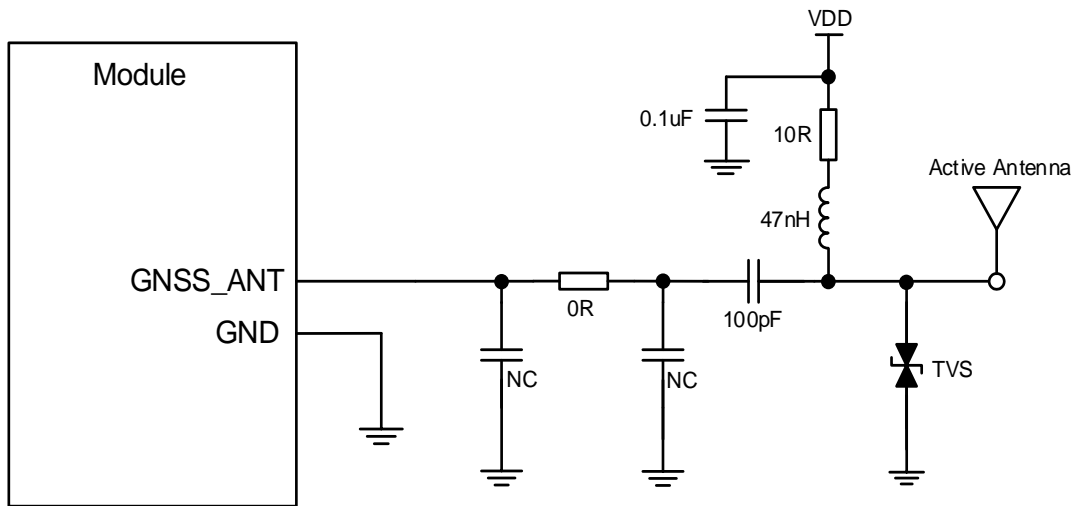 VDD
Module
0.1uF
10R
Active Antenna
47nH
GNSS_ANT
0R
100pF
GND
NC
NC
TVS